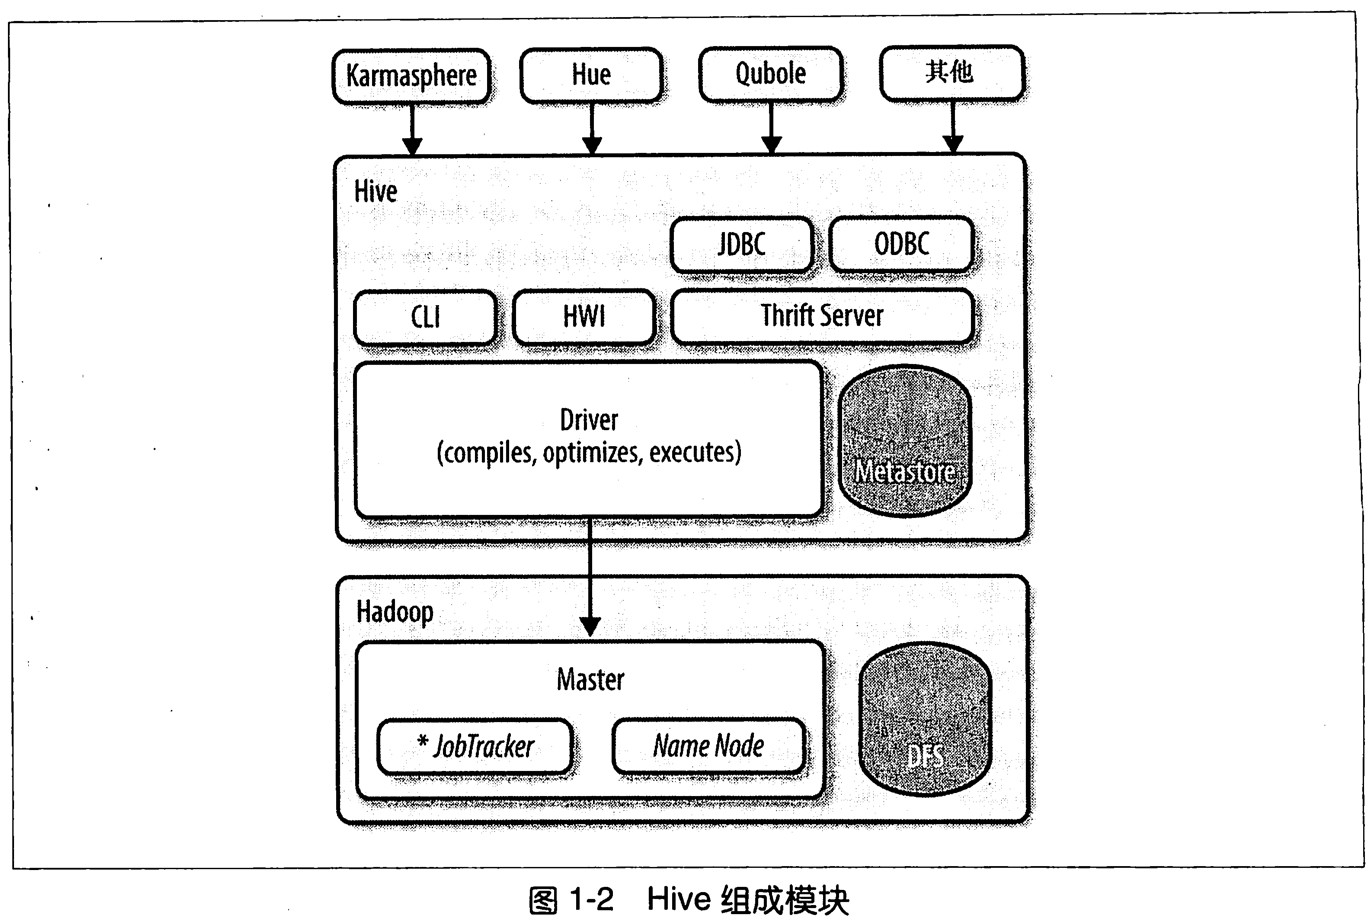 Karmasphere
Hue
Qubole
其他
Hive
JDBC
ODBC
CLI
HWI
Thrift Server
Driver
(compiles, optimizes, executes)
Metastore
Hadoop
Master
* JobTracker
Name Node
DFS
图 1-2 Hive 组成模块